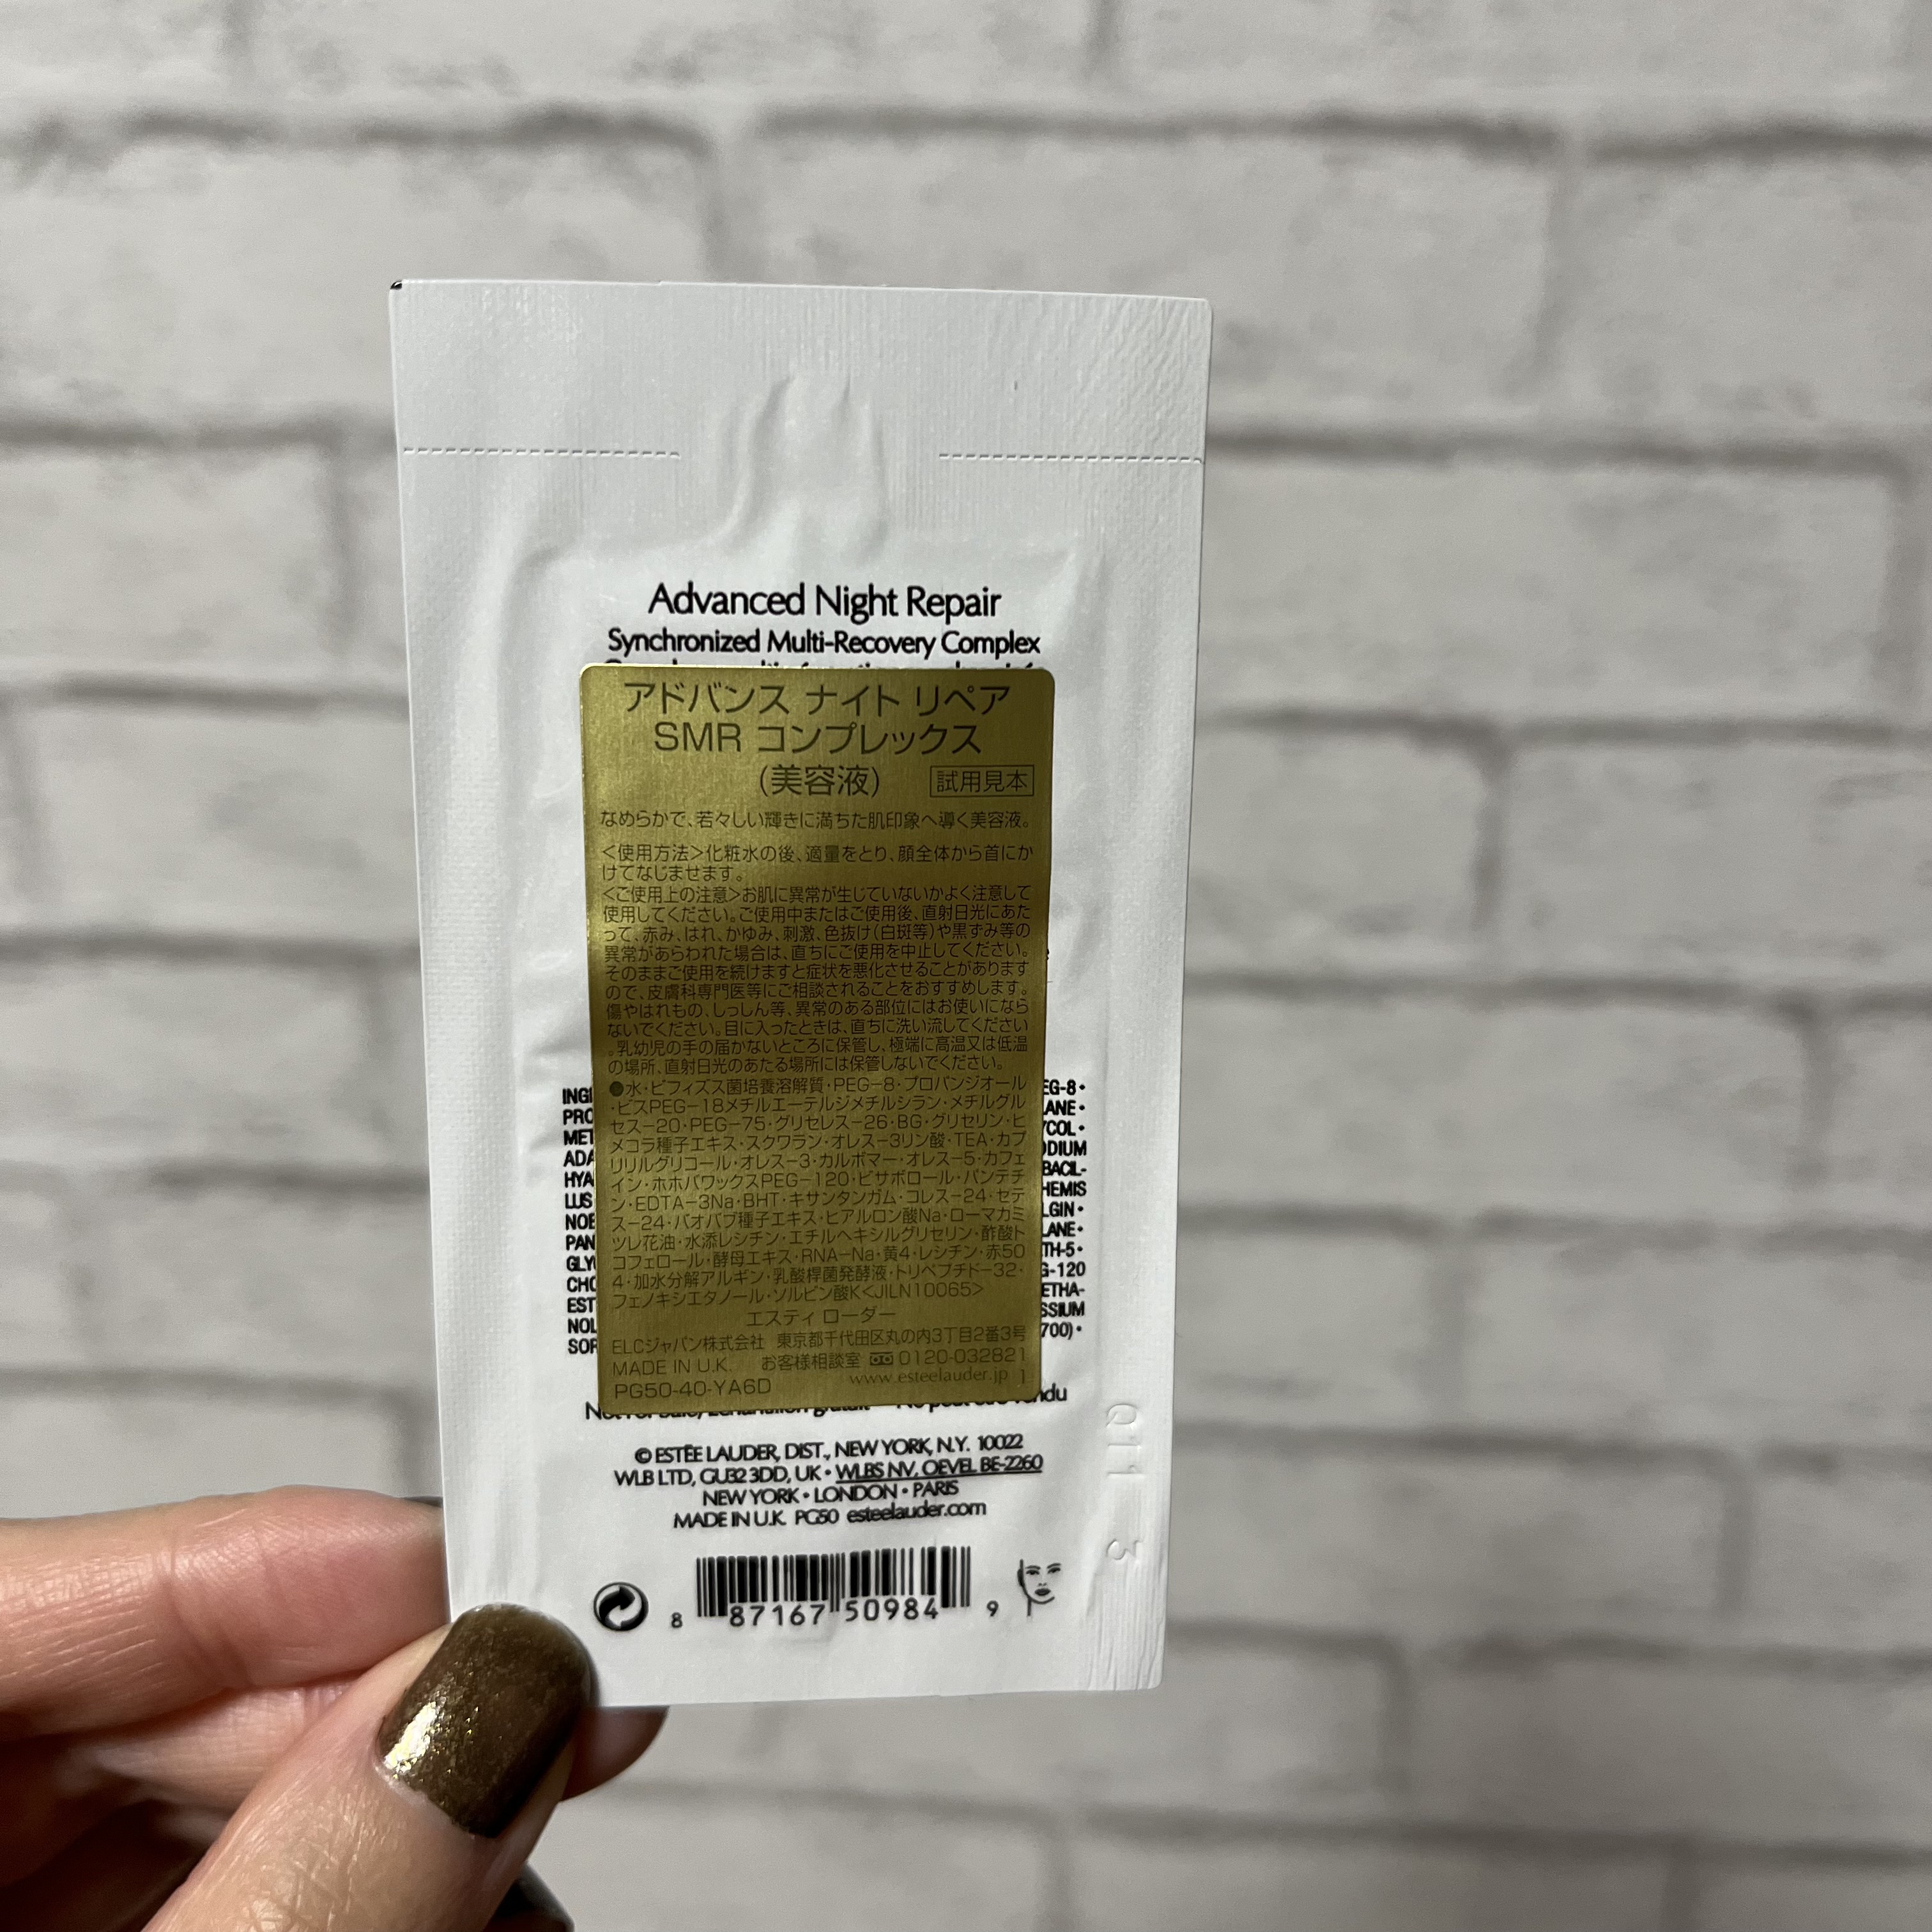 Advanced Night Repair
Synchronized Multi-Recovery Complex
アドバンス ナイト リペア
SMR コンプレックス
(美容液) 試用見本
なめらかで、若々しい輝きに満ちた肌印象へ導く美容液。
<使用方法>化粧水の後、適量をとり、顔全体から首にか
けてなじませます。
<ご使用上の注意>お肌に異常が生じていないかよく注意して
使用してください。ご使用中またはご使用後、直射日光にあた
って、赤み、はれ、かゆみ、刺激、色抜け(白斑等)や黒ずみ等の
異常があらわれた場合は、直ちにご使用を中止してください。
そのままご使用を続けますと症状を悪化させることがあります
ので、皮膚科専門医等にご相談されることをおすすめします。
傷やはれもの、しっしん等、異常のある部位にはお使いになら
ないでください。目に入ったときは、直ちに洗い流してください
。乳幼児の手の届かないところに保管し、極端に高温又は低温
の場所、直射日光のあたる場所には保管しないでください。
●水・ビフィズス菌培養溶解質・PEG-8・プロパンジオール
・ビスPEG-18メチルエーテルジメチルシラン・メチルグル
セス-20・PEG-75・グリセレス-26・BG・グリセリン・ヒ
メコラ種子エキス・スクワラン・オレス-3リン酸・TEA・カプ
リリルグリコール・オレス-3・カルボマー・オレス-5・カフェ
イン・ホホバワックスPEG-120・ビサボロール・パンテチ
ン・EDTA-3Na・BHT・キサンタンガム・コレス-24・セテ
ス-24・バオバブ種子エキス・ヒアルロン酸Na・ローマカミ
ツレ花油・水添レシチン・エチルヘキシルグリセリン・酢酸ト
コフェロール・酵母エキス・RNA-Na・黄4・レシチン・赤50
4・加水分解アルギン・乳酸桿菌発酵液・トリペプチド-32・
フェノキシエタノール・ソルビン酸K<JILN10065>
エスティ ローダー
ELCジャパン株式会社 東京都千代田区丸の内3丁目2番3号
MADE IN U.K. お客様相談室 0120-032821
www.esteelauder.jp 1
PG50-40-YA6D
© ESTĒE LAUDER, DIST., NEW YORK, N.Y. 10022
WLB LTD, GU32 3DD, UK • WLBS NV, OEVEL BE-2260
NEW YORK • LONDON • PARIS
MADE IN U.K. PG50 esteelauder.com
8 87167 50984 9
Q11 3